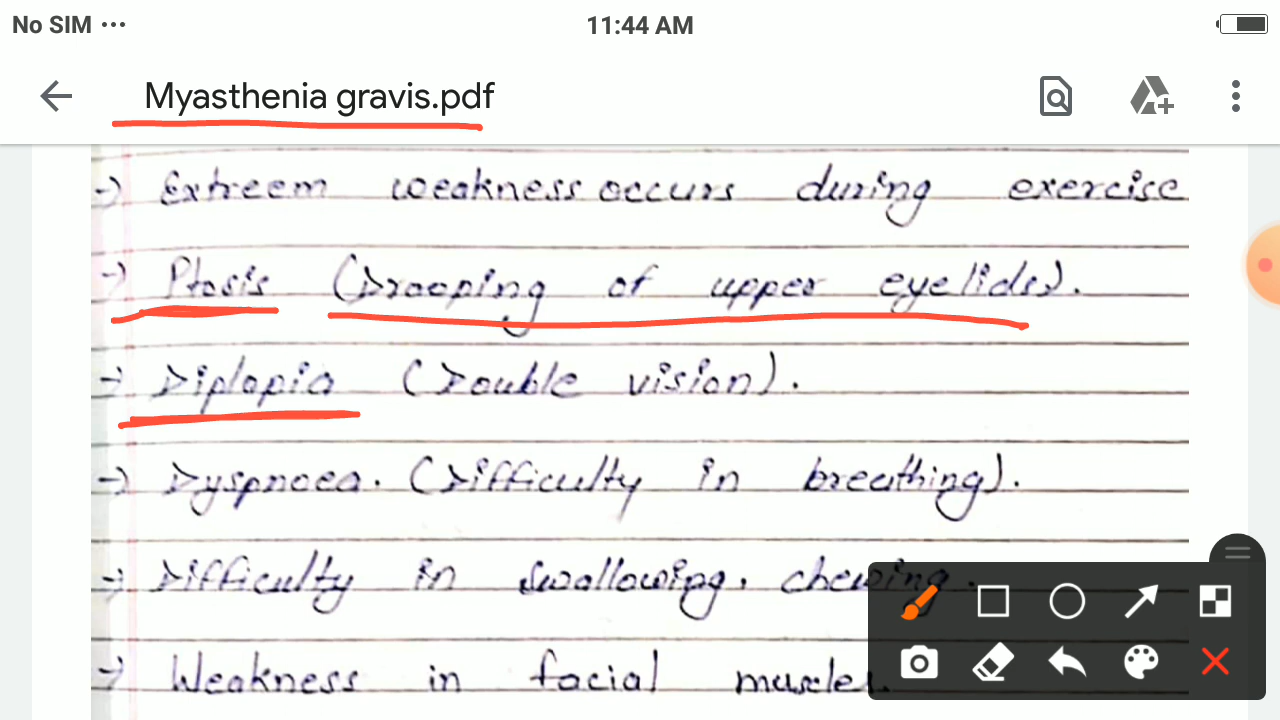 No SIM ...
11:44 AM
Myasthenia gravis.pdf
-> Extreem weakness occurs during exercise
-> Ptosis (Drooping of upper eyelids).
-> Diplopia (Double vision).
-> Dyspnoea. (Difficulty in breathing).
-> Difficulty in swallowing, chewing.
-> Weakness in facial muscles.